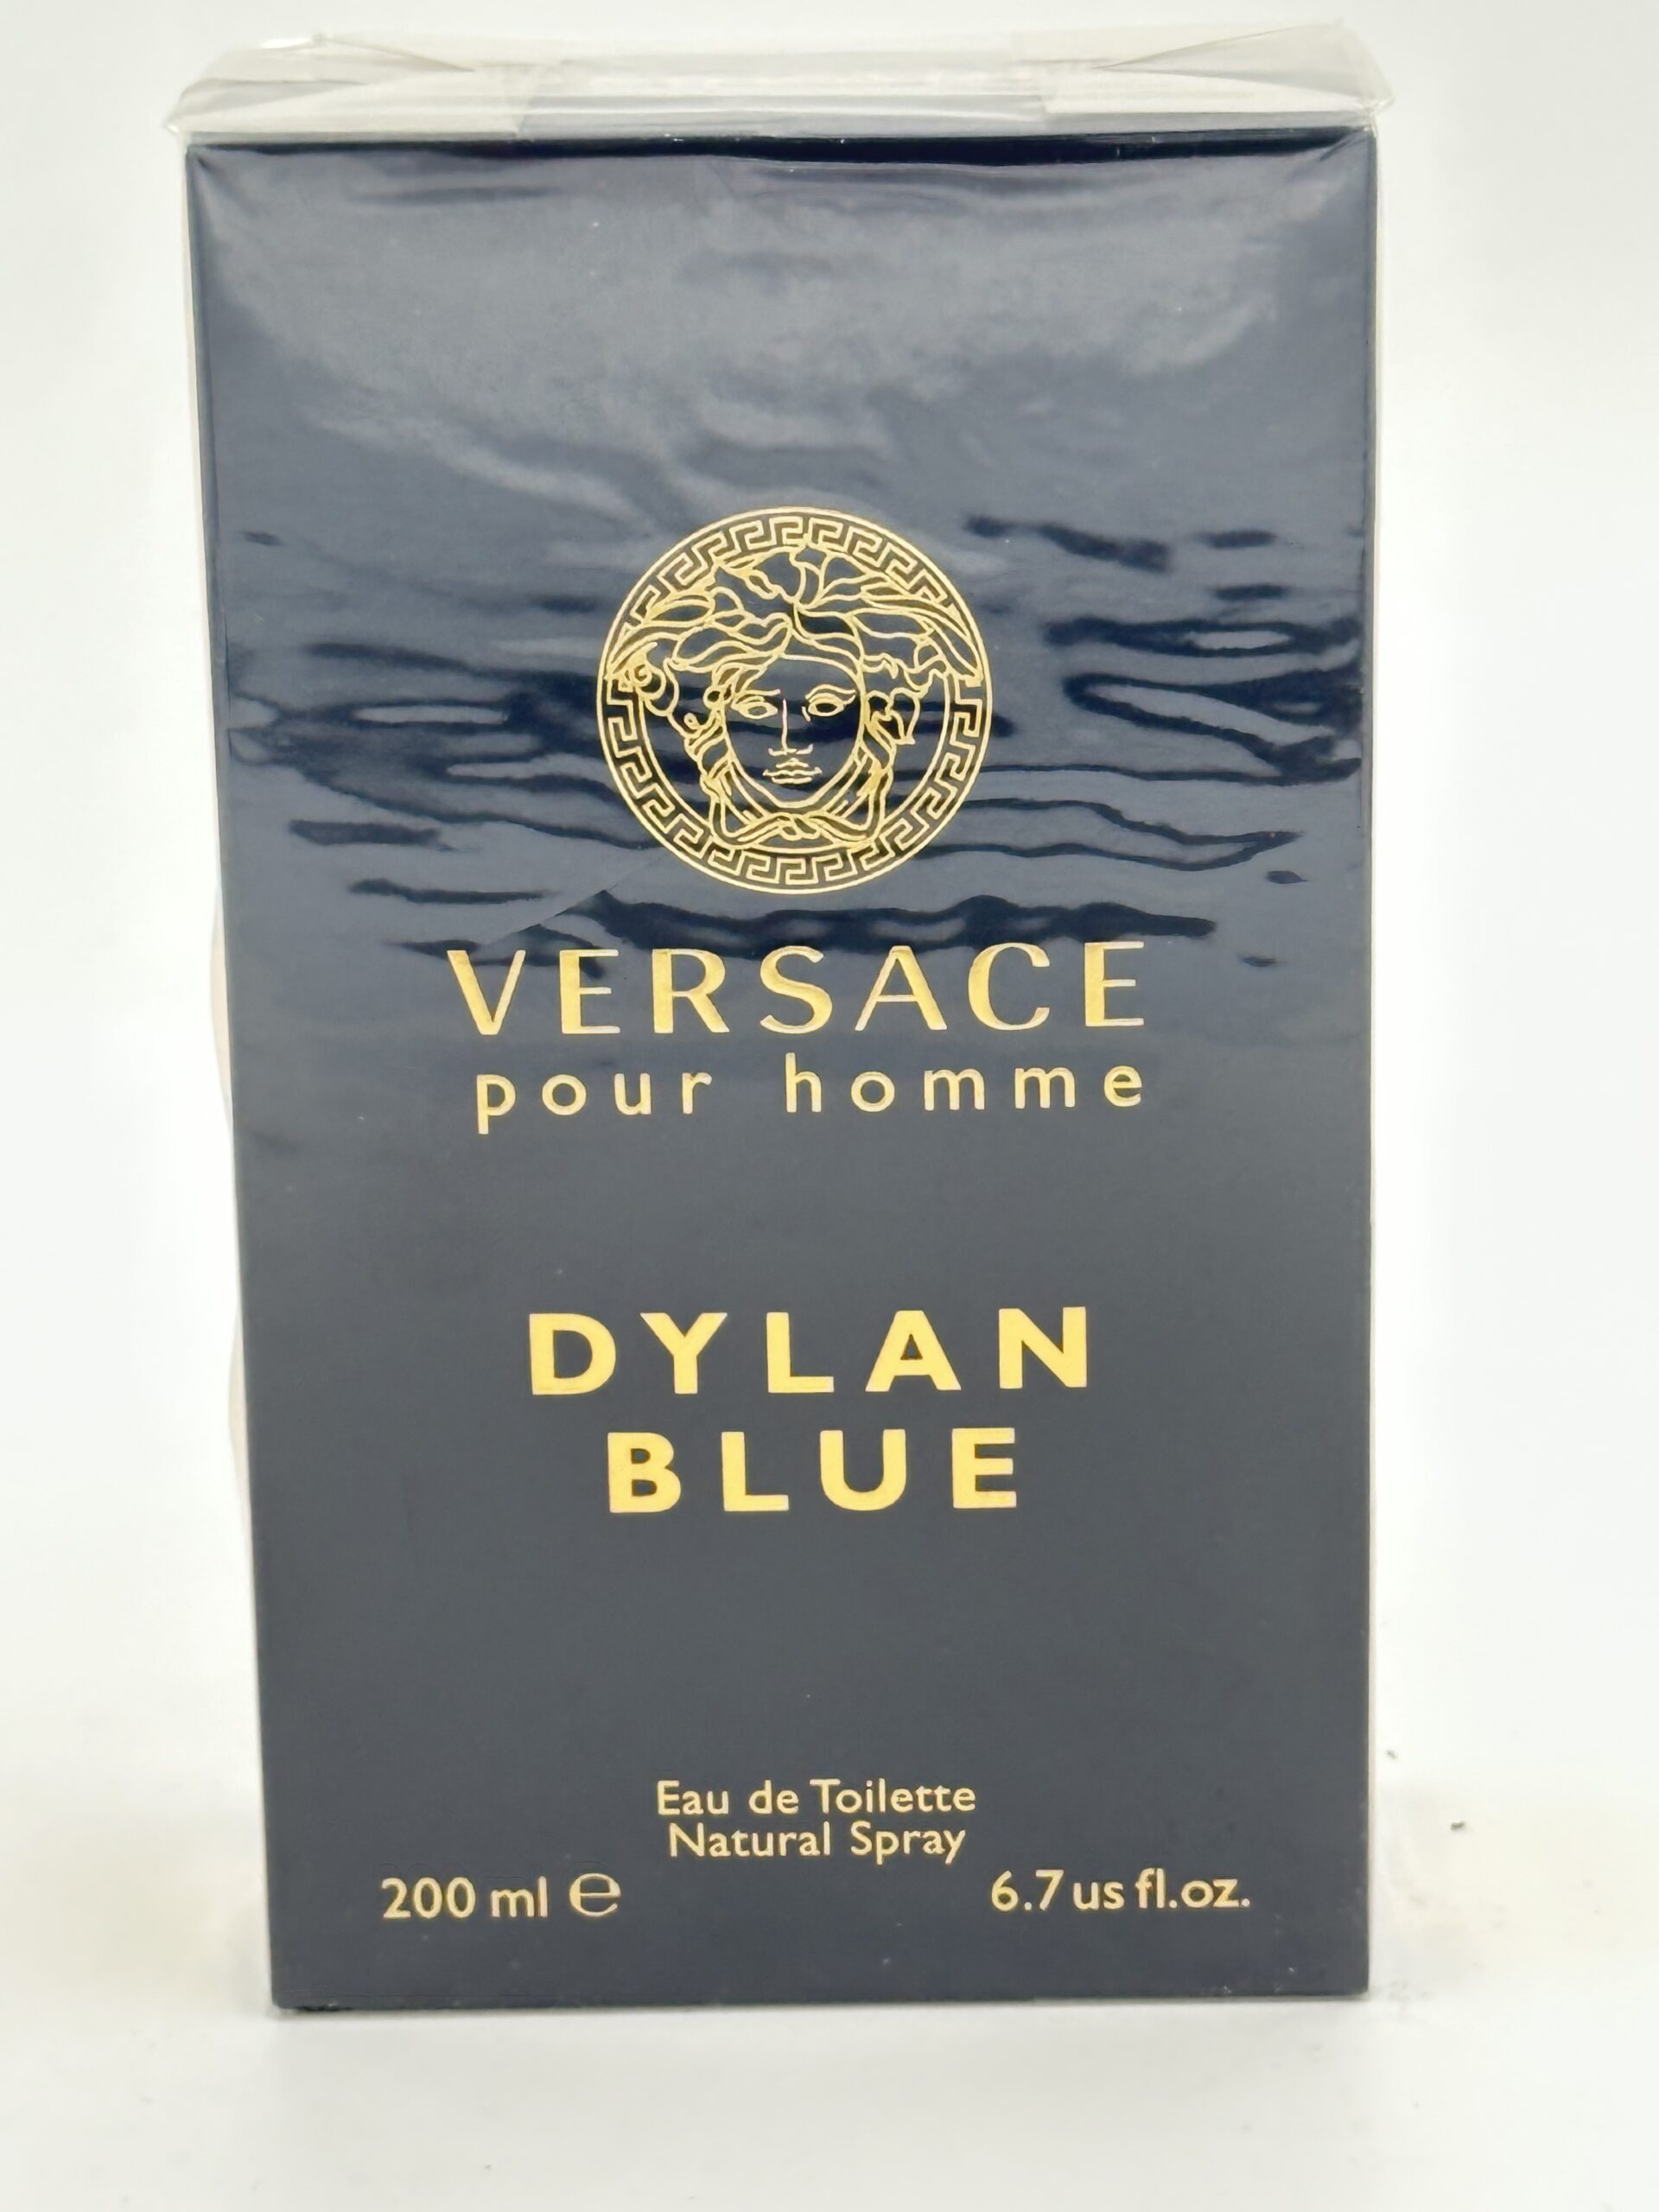 VERSACE
pour homme
DYLAN
BLUE
Eau de Toilette
Natural Spray
200 ml ℮
6.7 us fl.oz.